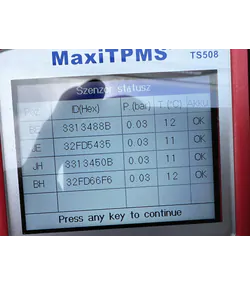 MaxiTPMS
TS508
Szenzor státusz
ID(Hex) P.(bar) T.(°C)
BE 3313488B 0.03 12 OK
JE 32FD5435 0.03 11 OK
JH 3313450B 0.03 11 OK
BH 32FD66F6 0.03 12 OK
Press any key to continue